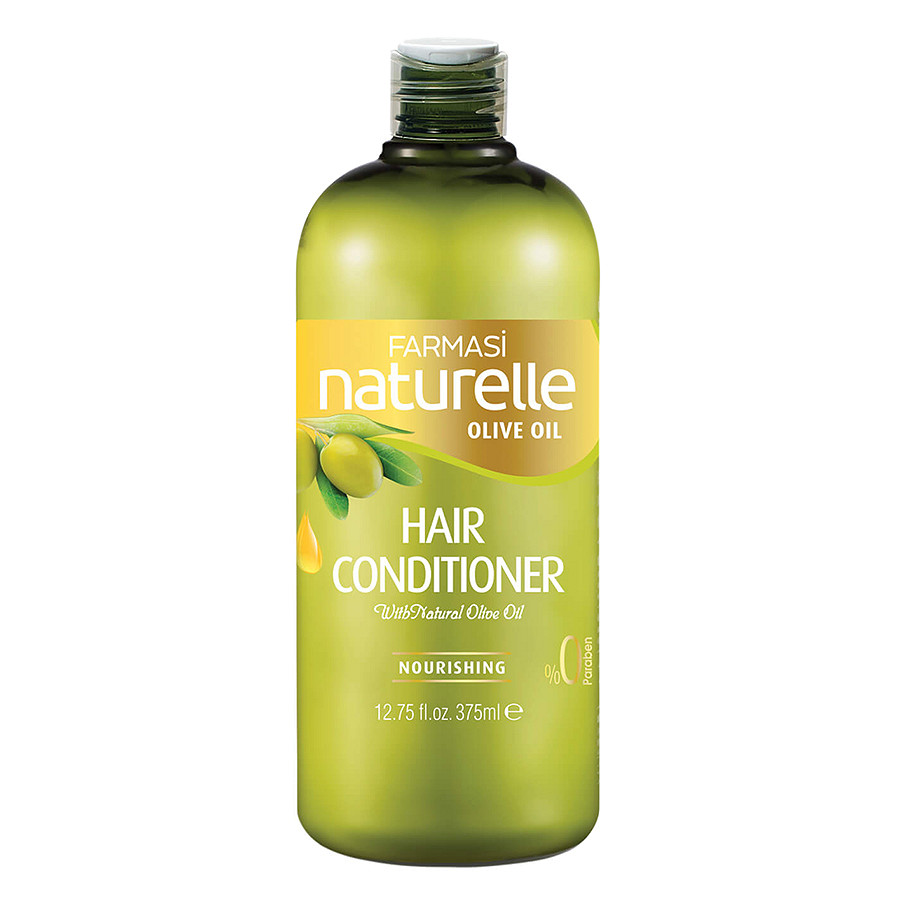 FARMASi
naturelle
OLIVE OIL
HAIR
CONDITIONER
With Natural Olive Oil
NOURISHING
%0 Paraben
12.75 fl.oz. 375ml ℮